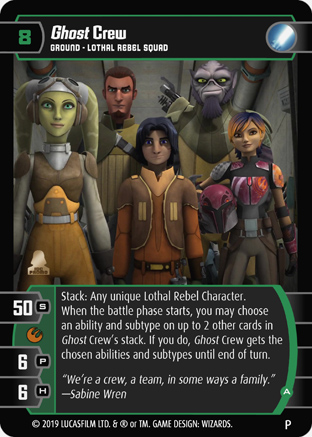 8
Ghost Crew
GROUND - LOTHAL REBEL SQUAD
50 S
6 P
6 H
Stack: Any unique Lothal Rebel Character.
When the battle phase starts, you may choose
an ability and subtype on up to 2 other cards in
Ghost Crew's stack. If you do, Ghost Crew gets the
chosen abilities and subtypes until end of turn.
“We're a crew, a team, in some ways a family.”
—Sabine Wren
A
© 2019 LUCASFILM LTD. & ® or TM. GAME DESIGN: WIZARDS.
P